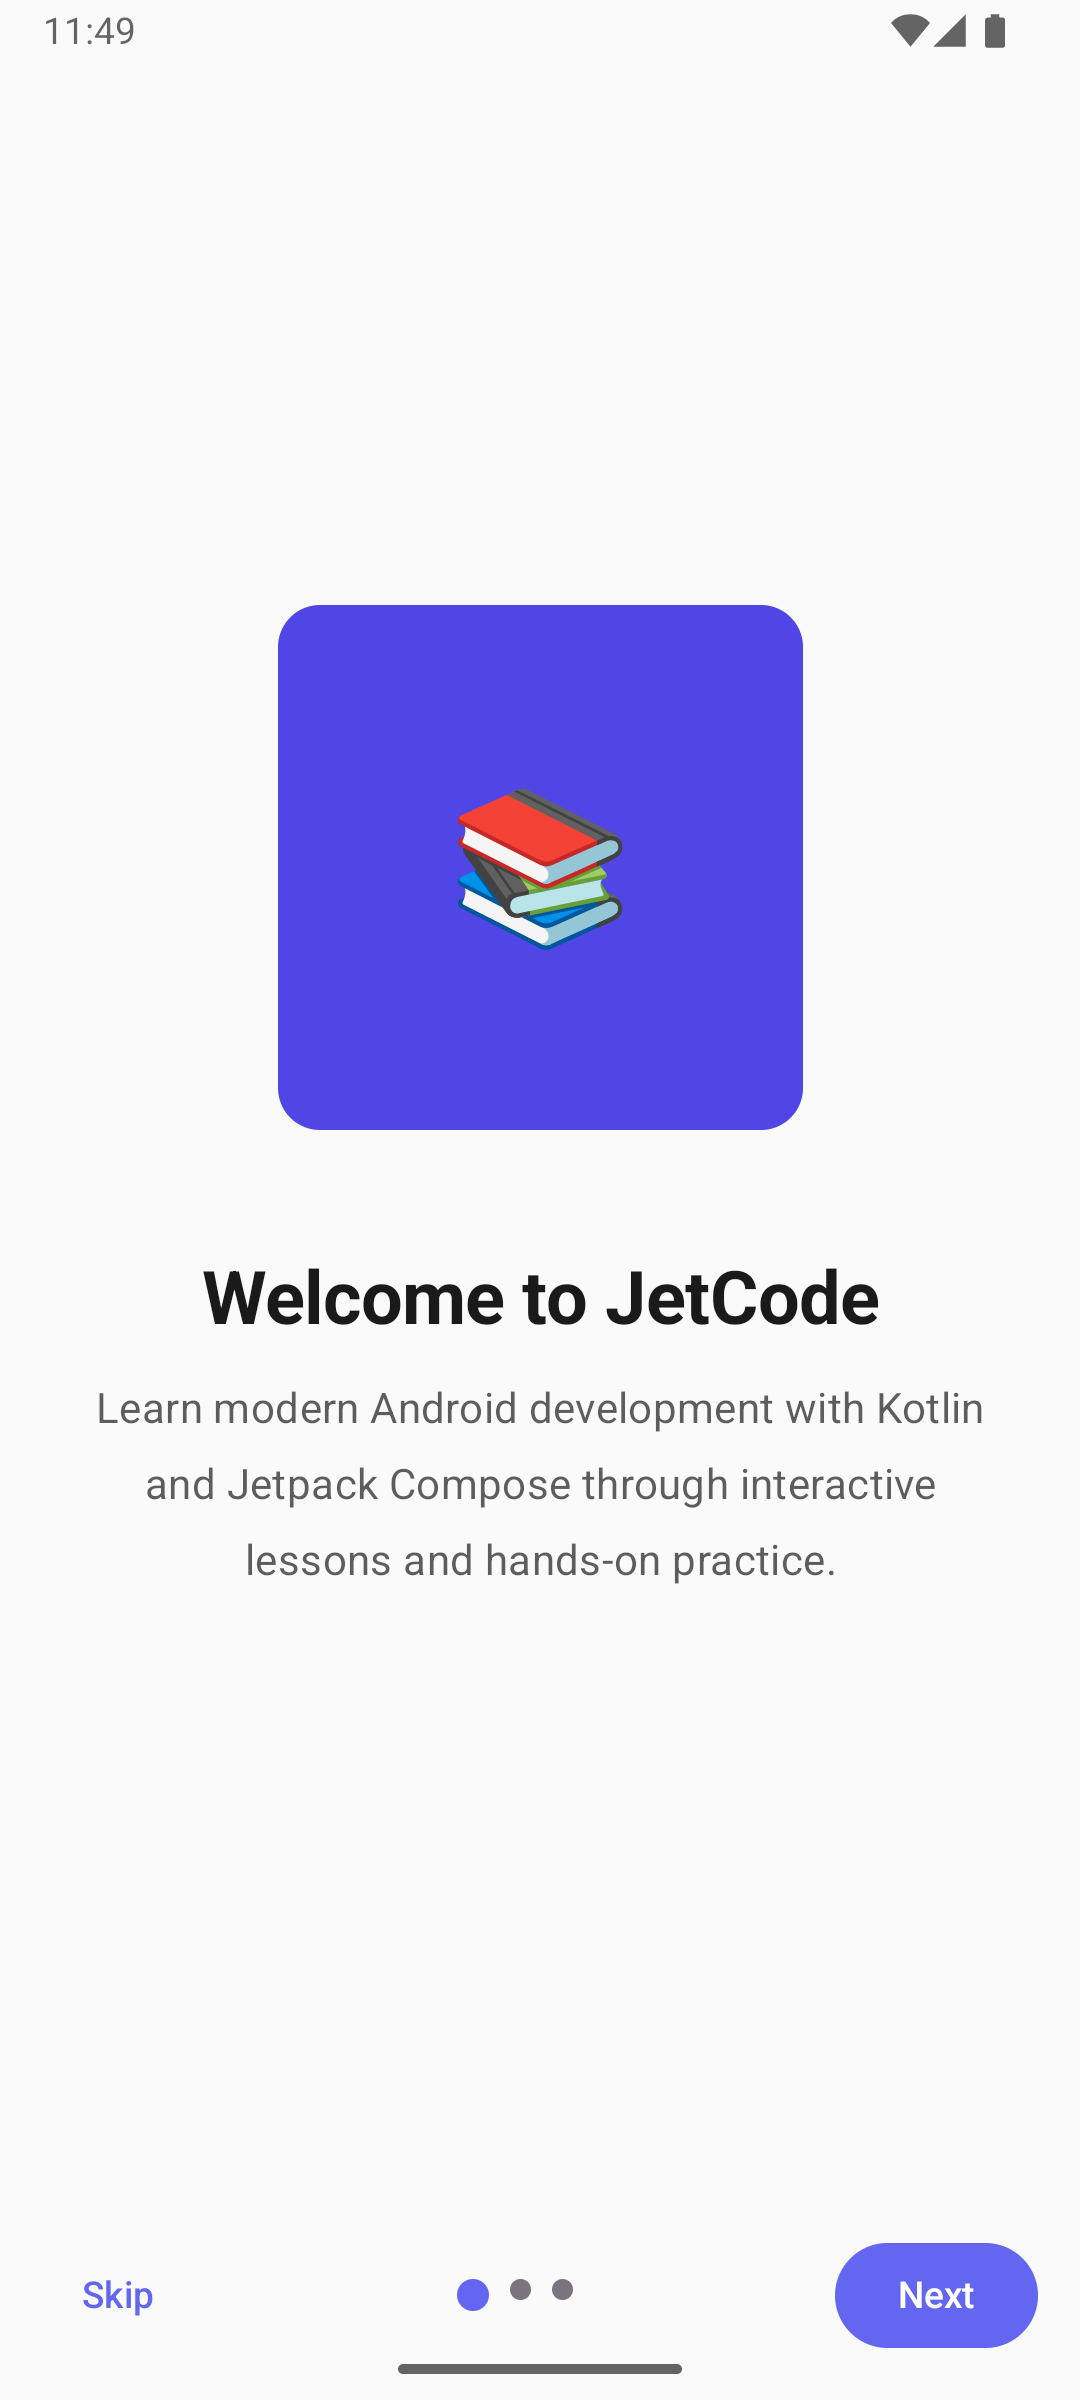 11:49
Welcome to JetCode
Learn modern Android development with Kotlin
and Jetpack Compose through interactive
lessons and hands-on practice.
Skip
Next